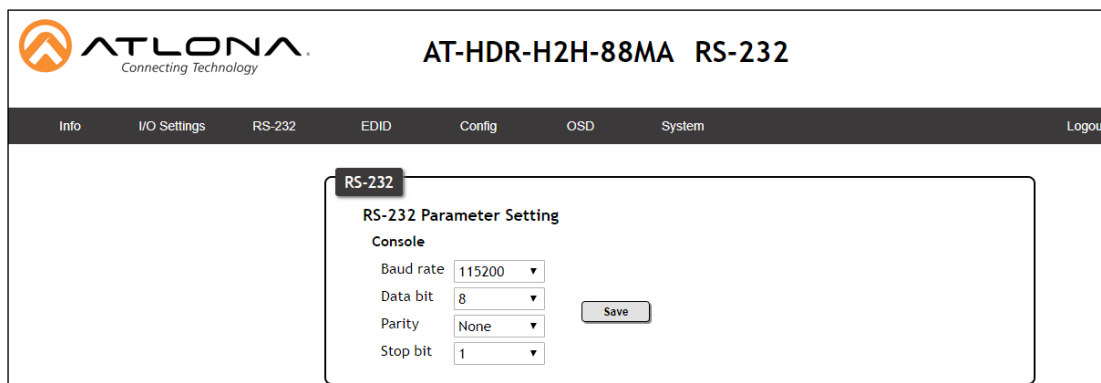 ATLONA.
Connecting Technology
AT-HDR-H2H-88MA RS-232
Info I/O Settings RS-232 EDID Config OSD System Logou
RS-232
RS-232 Parameter Setting
Console
Baud rate 115200
Data bit 8
Parity None
Save
Stop bit 1